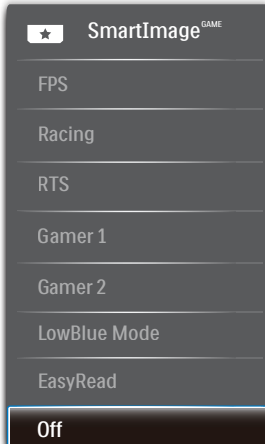 SmartImage GAME
FPS
Racing
RTS
Gamer 1
Gamer 2
LowBlue Mode
EasyRead
Off